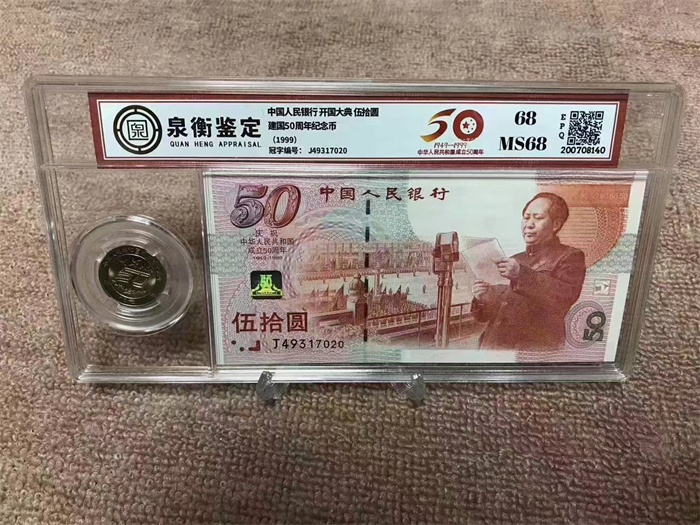 泉衡鉴定
QUAN HENG APPRAISAL
中国人民银行 开国大典 伍拾圆
建国50周年纪念币
(1999)
冠字编号: J49317020
50
1949—1999
中华人民共和国成立50周年
68
MS68
EPQ
200708140
50
中国人民银行
庆祝
中华人民共和国
成立50周年
1949-1999
伍拾圆
J49317020
50